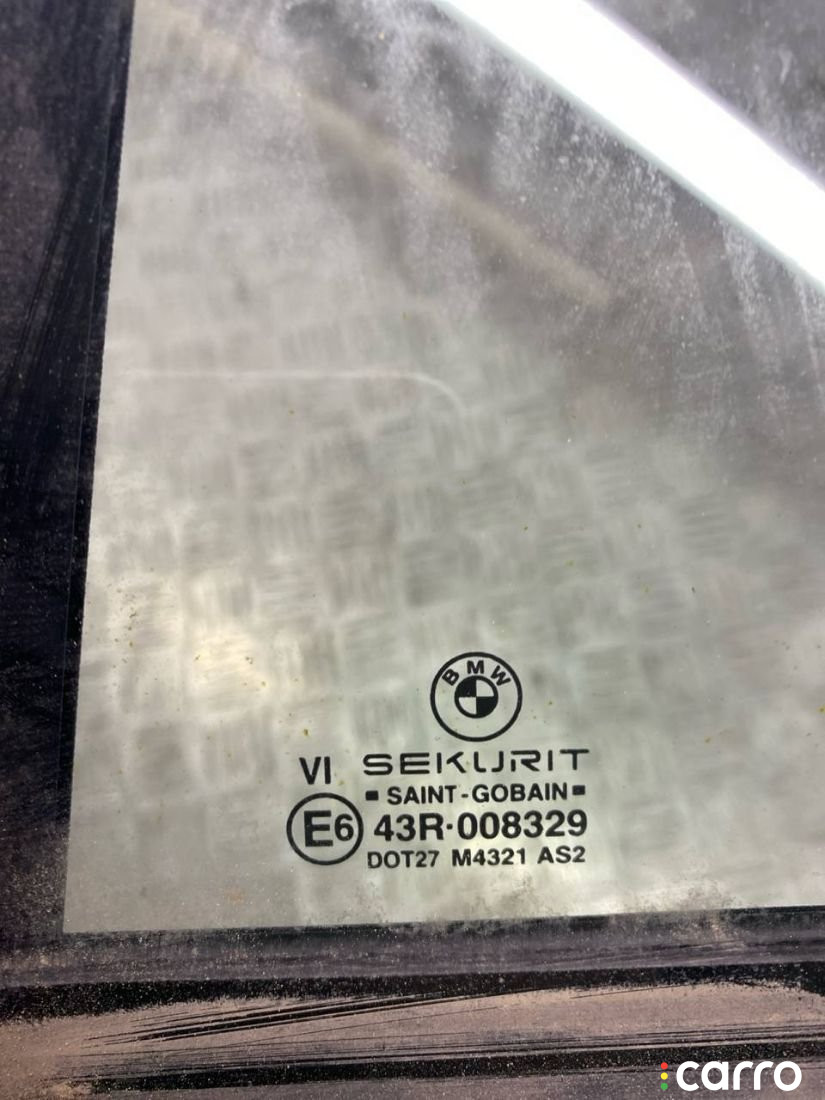 BMW
VI SEKURIT
SAINT-GOBAIN
E6 43R·008329
DOT27 M4321 AS2
carro